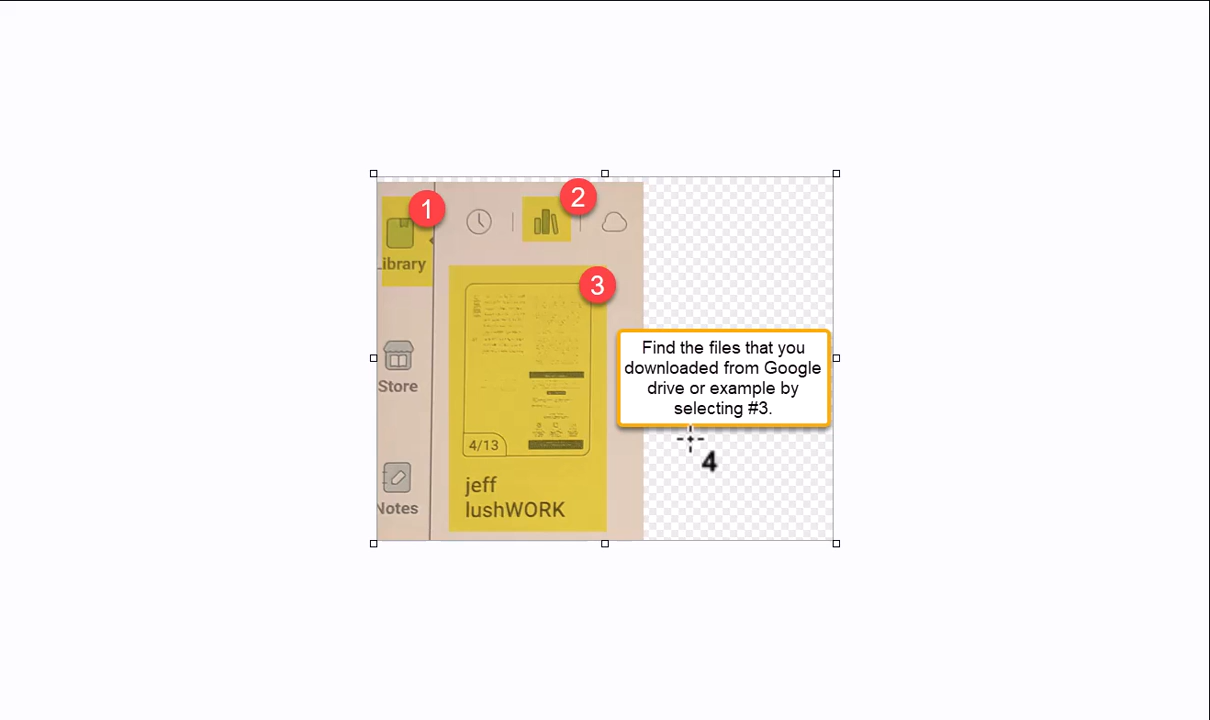 1
2
Library
3
Store
Find the files that you
downloaded from Google
drive or example by
selecting #3.
4/13
4
Notes
jeff
lushWORK